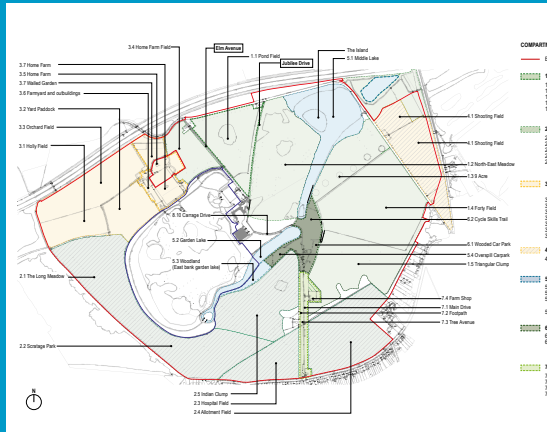 3.4 Home Farm Field
Elm Avenue
1.1 Pond Field
Jubilee Drive
The Island
5.1 Middle Lake
COMPARTI
3.7 Home Farm
3.5 Home Farm
3.7 Walled Garden
3.6 Farmyard and outbuildings
3.2 Yard Paddock
3.3 Orchard Field
3.1 Holly Field
4.1 Shooting Field
4.1 Shooting Field
1.2 North-East Meadow
1.3 9 Acre
1.4 Forty Field
6.2 Cycle Skills Trail
6.10 Carriage Drive
5.2 Garden Lake
5.3 Woodland
(East bank garden lake)
6.1 Wooded Car Park
5.4 Overspill Carpark
1.5 Triangular Clump
2.1 The Long Meadow
7.4 Farm Shop
7.1 Main Drive
7.2 Footpath
7.3 Tree Avenue
2.2 Sorstage Park
2.5 Indian Clump
2.3 Hospital Field
2.4 Allotment Field
N